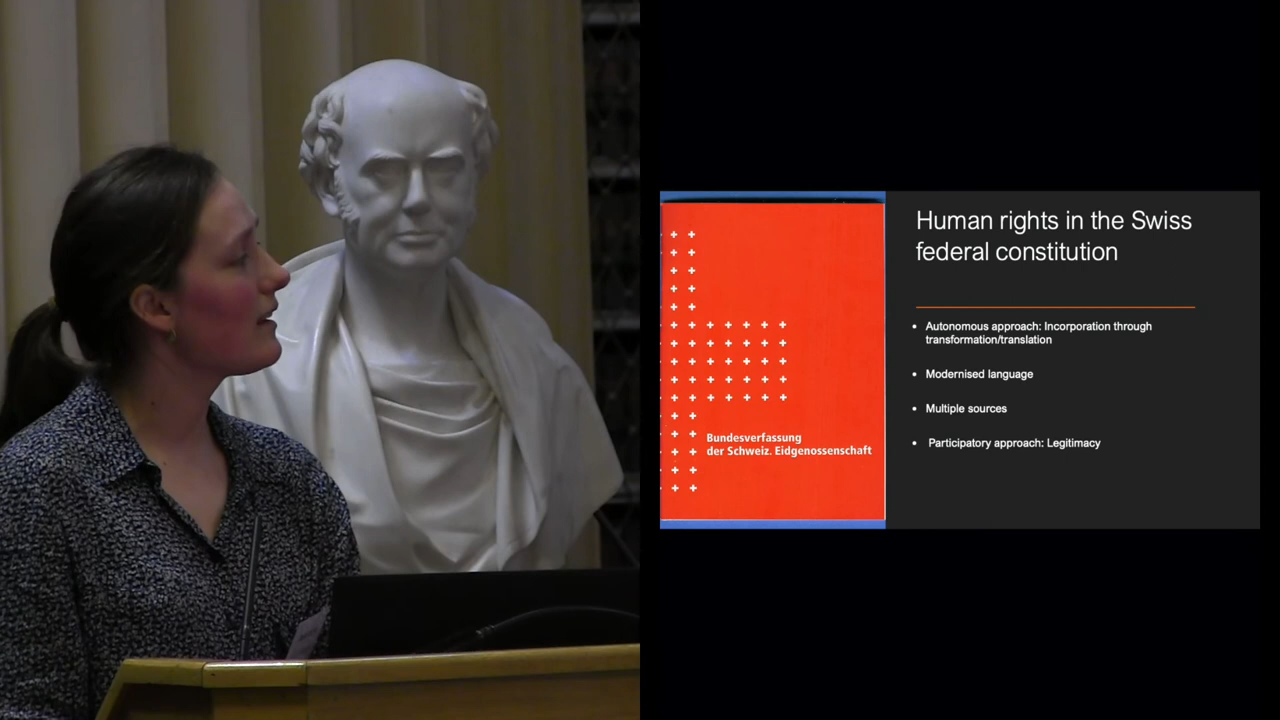 Human rights in the Swiss
federal constitution
• Autonomous approach: Incorporation through
transformation/translation
• Modernised language
• Multiple sources
• Participatory approach: Legitimacy
Bundesverfassung
der Schweiz. Eidgenossenschaft